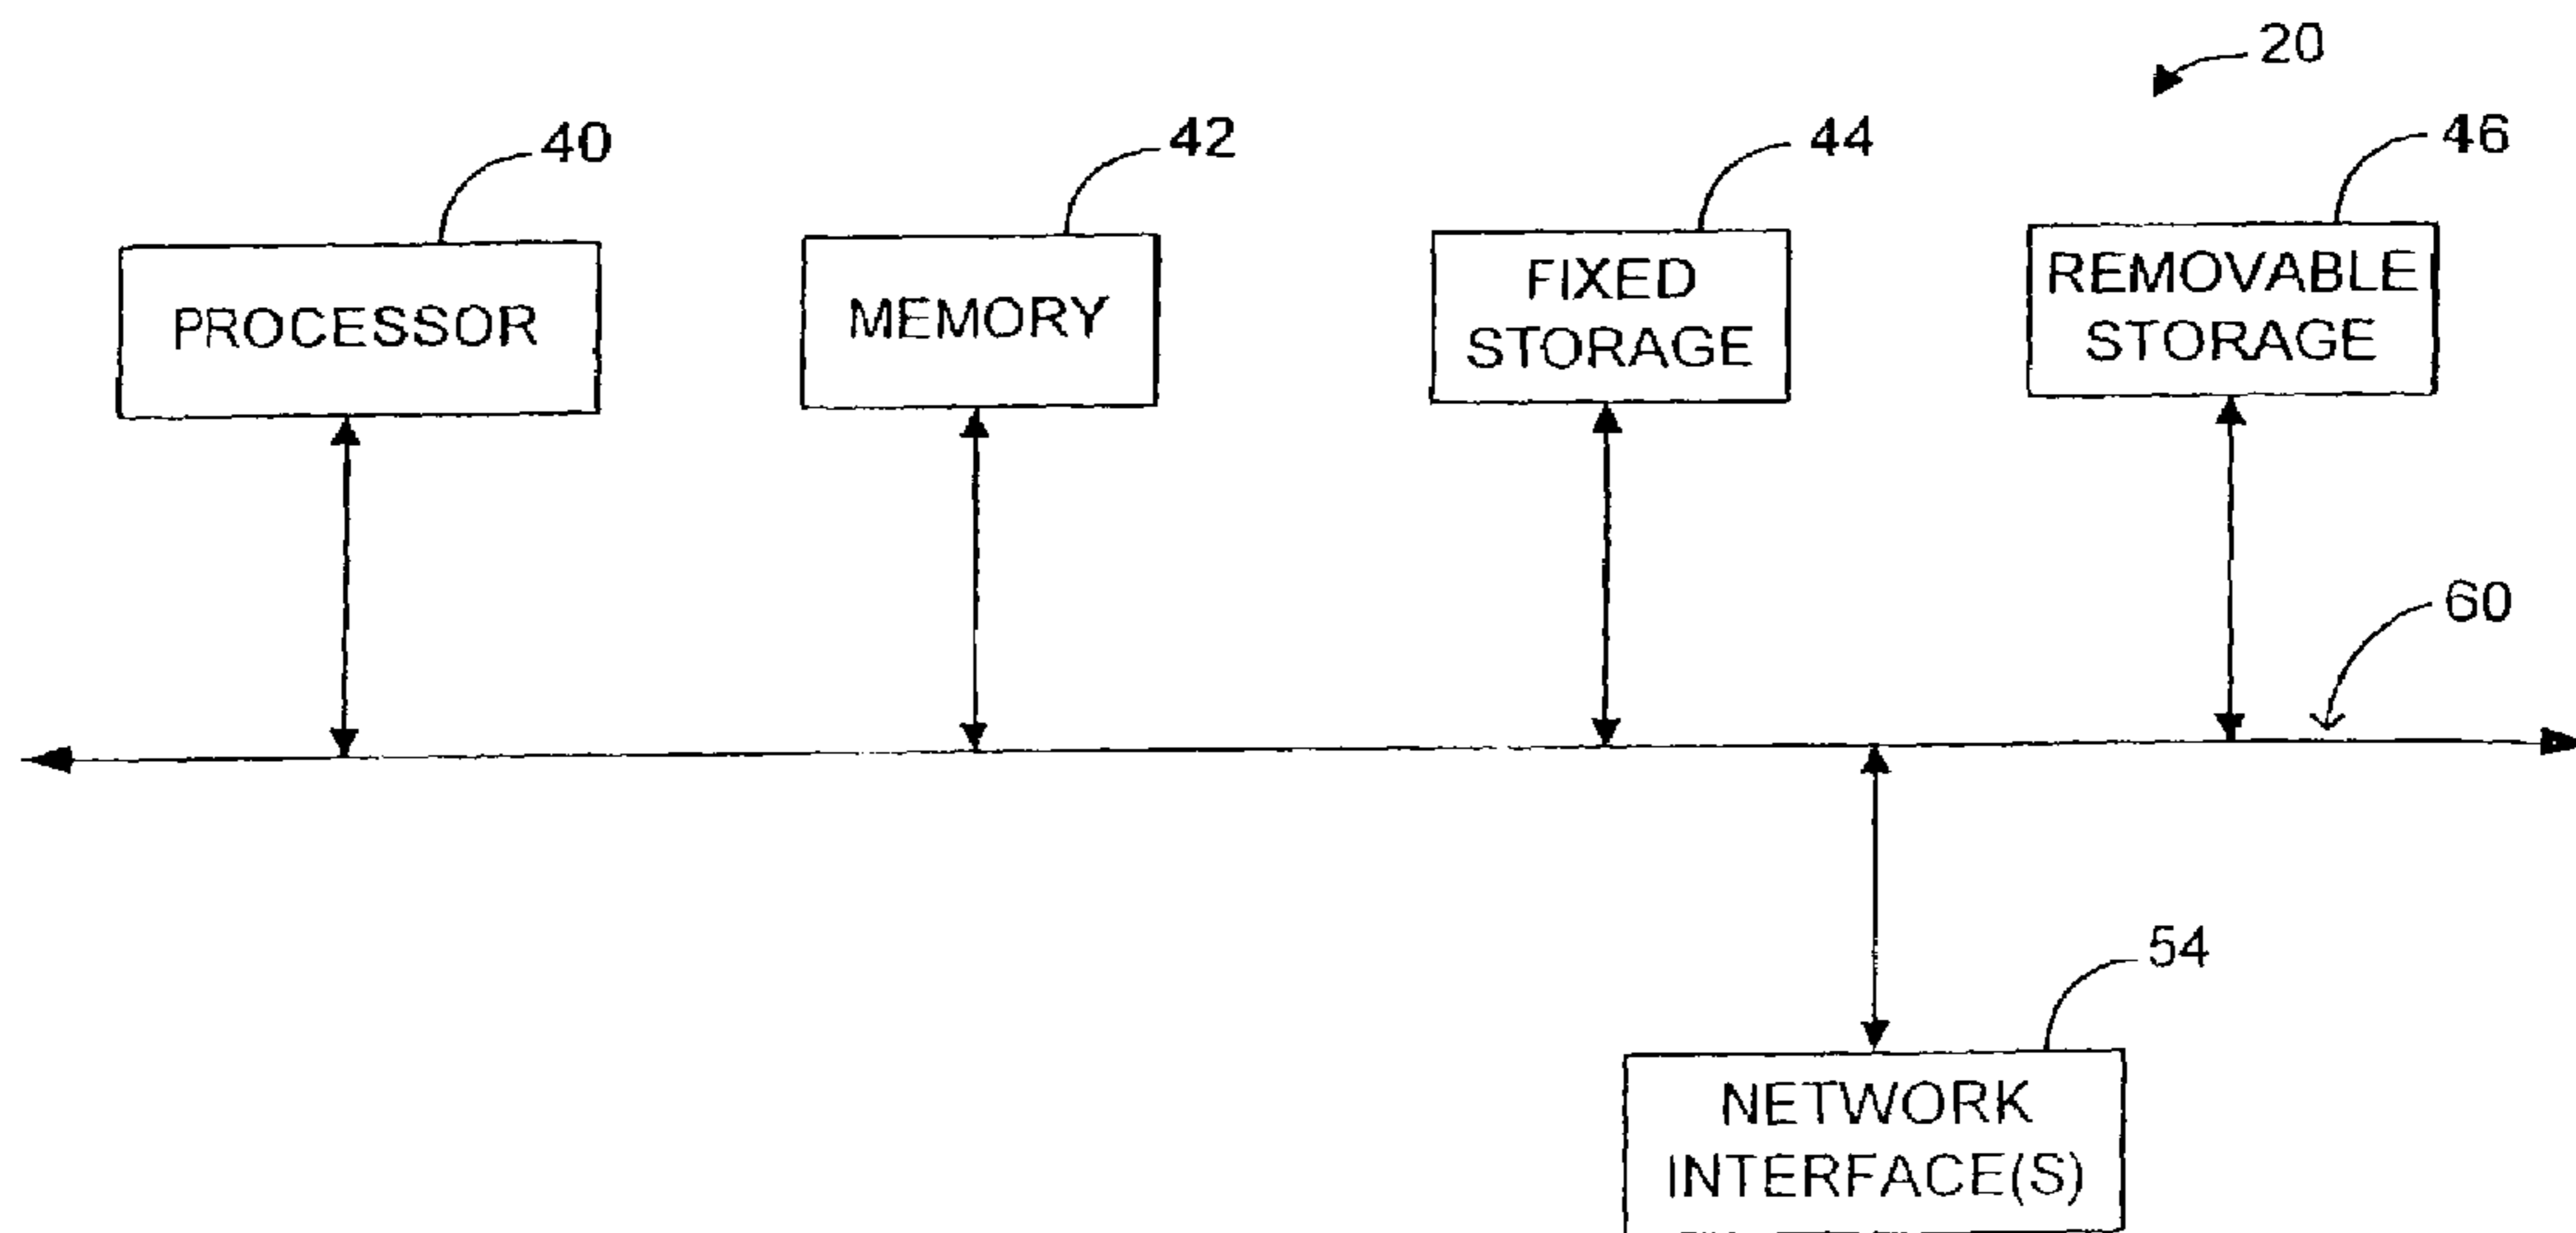 20
40
42
44
46
PROCESSOR
MEMORY
FIXED
STORAGE
REMOVABLE
STORAGE
60
54
NETWORK
INTERFACE(S)